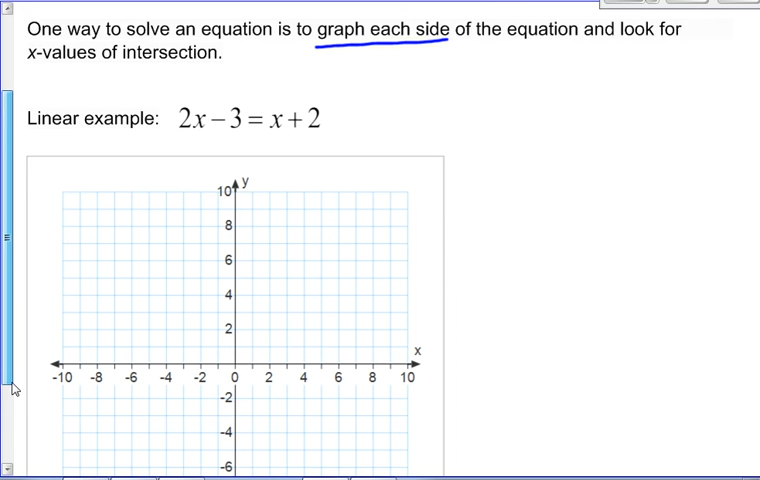 One way to solve an equation is to graph each side of the equation and look for
x-values of intersection.
Linear example: 2x − 3 = x + 2
y
10
8
6
4
2
x
-10 -8 -6 -4 -2 0 2 4 6 8 10
-2
-4
-6